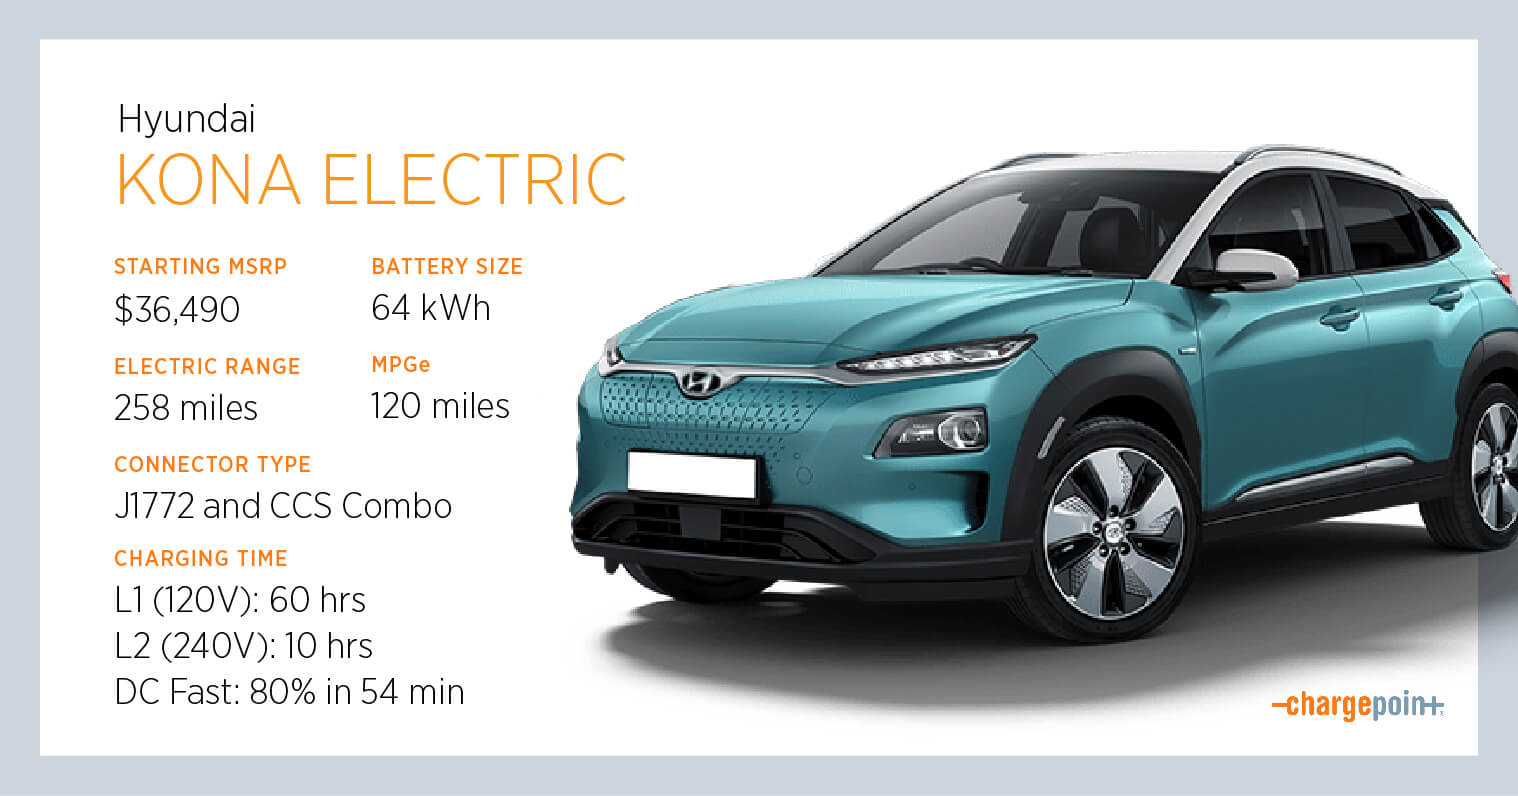 Hyundai
KONA ELECTRIC
STARTING MSRP
$36,490
BATTERY SIZE
64 kWh
ELECTRIC RANGE
258 miles
MPGe
120 miles
CONNECTOR TYPE
J1772 and CCS Combo
CHARGING TIME
L1 (120V): 60 hrs
L2 (240V): 10 hrs
DC Fast: 80% in 54 min
-chargepoin+